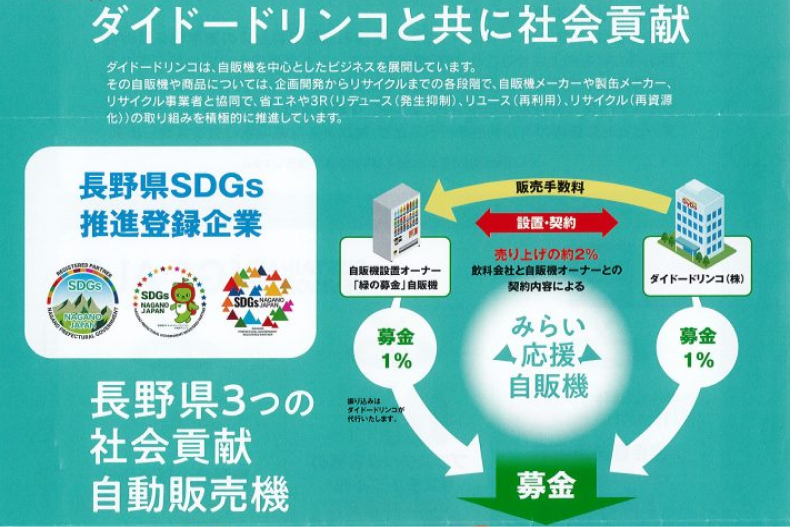 ダイドードリンコと共に社会貢献
ダイドードリンコは、自販機を中心としたビジネスを展開しています。
その自販機や商品については、企画開発からリサイクルまでの各段階で、自販機メーカーや製缶メーカー、
リサイクル事業者と協同で、省エネや3R(リデュース(発生抑制)、リユース(再利用)、リサイクル(再資源
化))の取り組みを積極的に推進しています。
長野県SDGs
推進登録企業
REGISTERED PARTNER
SDGs
NAGANO
JAPAN
NAGANO PREFECTURAL GOVERNMENT
SDGs
NAGANO
JAPAN
SDGs NAGANO
JAPAN
長野県3つの
社会貢献
自動販売機
販売手数料
設置・契約
売り上げの約2%
飲料会社と自販機オーナーとの
契約内容による
自販機設置オーナー
「緑の募金」自販機
ダイドードリンコ(株)
募金
1%
みらい
応援
自販機
募金
1%
振り込みは
ダイドードリンコが
代行いたします。
募金